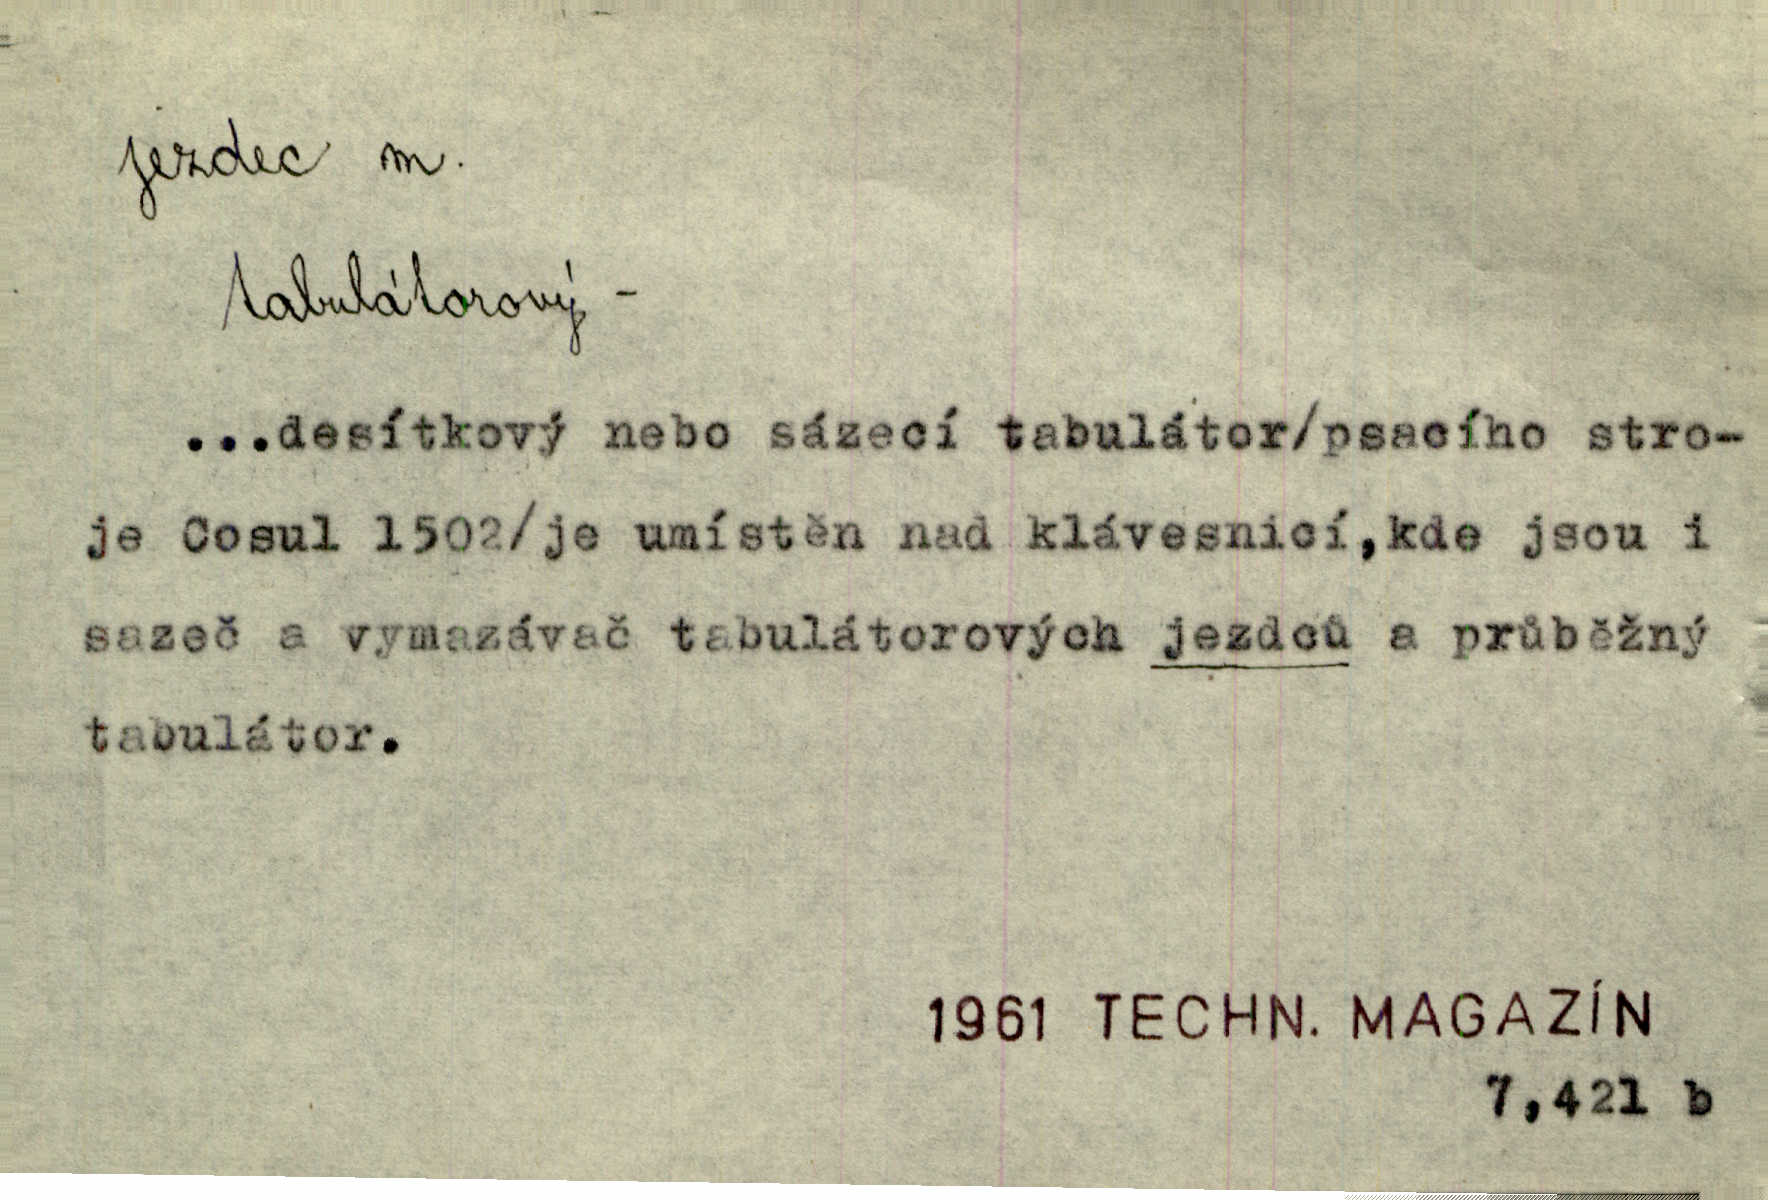 jezdec m.
tabulátorový -
...desítkový nebo sázecí tabulátor/psacího stro-
je Cosul 1502/je umístěn nad klávesnicí,kde jsou i
sazeč a vymazávač tabulátorových jezdců a průběžný
tabulátor.
1961 TECHN. MAGAZÍN
7,421 b